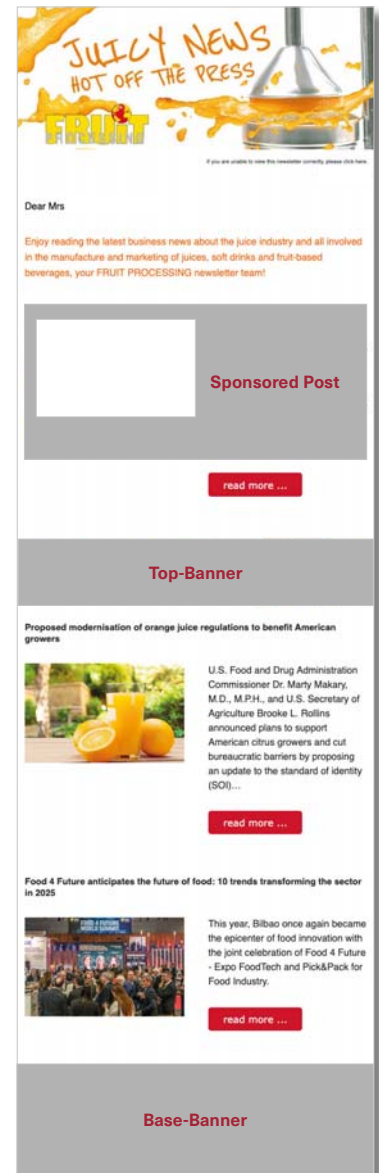 JUICY NEWS
HOT OFF THE PRESS
FRUIT
If you are unable to view this newsletter correctly, please click here.
Dear Mrs
Enjoy reading the latest business news about the juice industry and all involved
in the manufacture and marketing of juices, soft drinks and fruit-based
beverages, your FRUIT PROCESSING newsletter team!
Sponsored Post
read more ...
Top-Banner
Proposed modernisation of orange juice regulations to benefit American
growers
U.S. Food and Drug Administration
Commissioner Dr. Marty Makary,
M.D., M.P.H., and U.S. Secretary of
Agriculture Brooke L. Rollins
announced plans to support
American citrus growers and cut
bureaucratic barriers by proposing
an update to the standard of identity
(SOI)...
read more ...
Food 4 Future anticipates the future of food: 10 trends transforming the sector
in 2025
FOOD 4 FUTURE
WORLD SUMMIT
This year, Bilbao once again became
the epicenter of food innovation with
the joint celebration of Food 4 Future
- Expo FoodTech and Pick&Pack for
Food Industry.
read more ...
Base-Banner